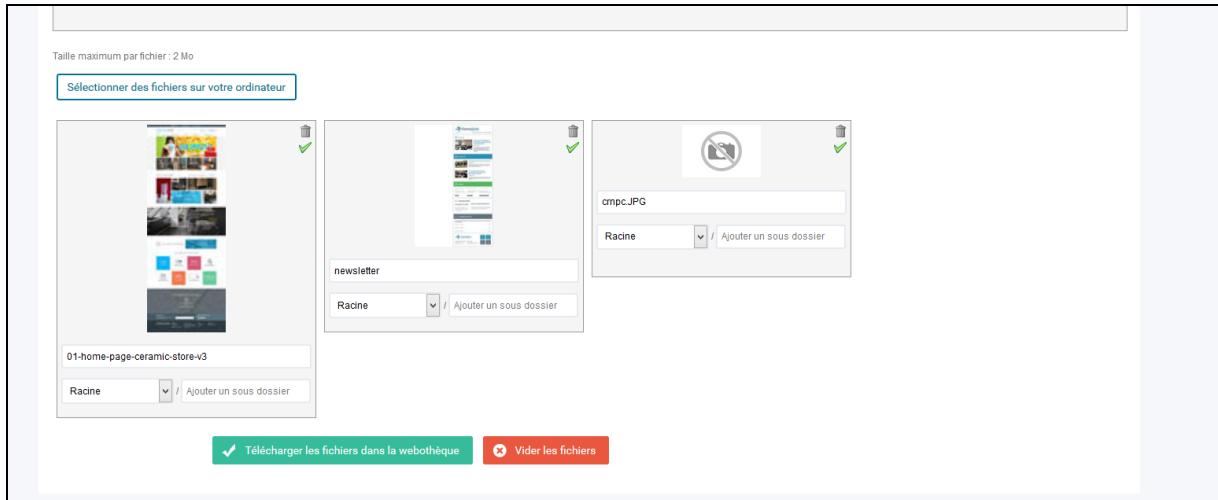 Taille maximum par fichier : 2 Mo
Sélectionner des fichiers sur votre ordinateur
01-home-page-ceramic-store-v3
Racine / Ajouter un sous dossier
newsletter
Racine / Ajouter un sous dossier
cmpc.JPG
Racine / Ajouter un sous dossier
Télécharger les fichiers dans la webothèque
Vider les fichiers